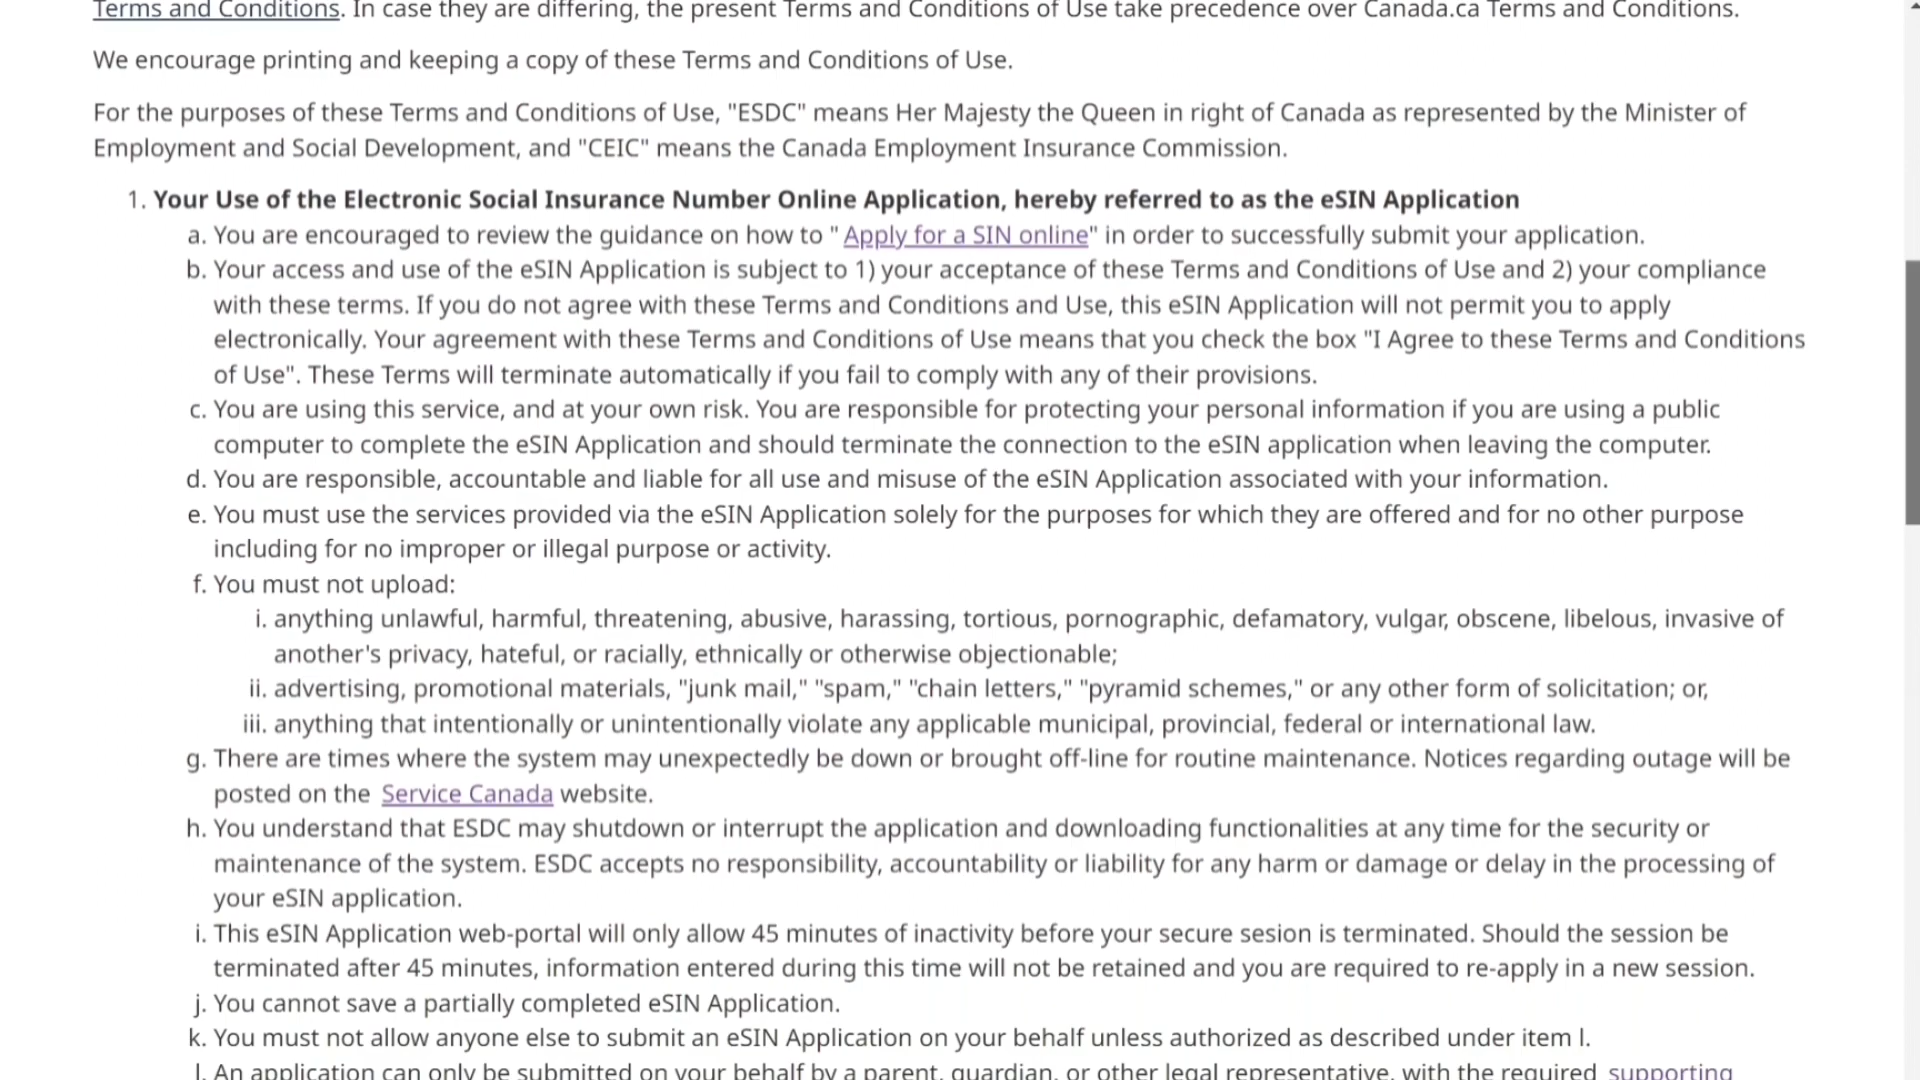 Terms and Conditions. In case they are differing, the present Terms and Conditions of Use take precedence over Canada.ca Terms and Conditions.
We encourage printing and keeping a copy of these Terms and Conditions of Use.
For the purposes of these Terms and Conditions of Use, "ESDC" means Her Majesty the Queen in right of Canada as represented by the Minister of
Employment and Social Development, and "CEIC" means the Canada Employment Insurance Commission.
1. Your Use of the Electronic Social Insurance Number Online Application, hereby referred to as the eSIN Application
a. You are encouraged to review the guidance on how to " Apply for a SIN online" in order to successfully submit your application.
b. Your access and use of the eSIN Application is subject to 1) your acceptance of these Terms and Conditions of Use and 2) your compliance
with these terms. If you do not agree with these Terms and Conditions and Use, this eSIN Application will not permit you to apply
electronically. Your agreement with these Terms and Conditions of Use means that you check the box "I Agree to these Terms and Conditions
of Use". These Terms will terminate automatically if you fail to comply with any of their provisions.
c. You are using this service, and at your own risk. You are responsible for protecting your personal information if you are using a public
computer to complete the eSIN Application and should terminate the connection to the eSIN application when leaving the computer.
d. You are responsible, accountable and liable for all use and misuse of the eSIN Application associated with your information.
e. You must use the services provided via the eSIN Application solely for the purposes for which they are offered and for no other purpose
including for no improper or illegal purpose or activity.
f. You must not upload:
i. anything unlawful, harmful, threatening, abusive, harassing, tortious, pornographic, defamatory, vulgar, obscene, libelous, invasive of
another's privacy, hateful, or racially, ethnically or otherwise objectionable;
ii. advertising, promotional materials, "junk mail," "spam," "chain letters," "pyramid schemes," or any other form of solicitation; or,
iii. anything that intentionally or unintentionally violate any applicable municipal, provincial, federal or international law.
g. There are times where the system may unexpectedly be down or brought off-line for routine maintenance. Notices regarding outage will be
posted on the Service Canada website.
h. You understand that ESDC may shutdown or interrupt the application and downloading functionalities at any time for the security or
maintenance of the system. ESDC accepts no responsibility, accountability or liability for any harm or damage or delay in the processing of
your eSIN application.
i. This eSIN Application web-portal will only allow 45 minutes of inactivity before your secure sesion is terminated. Should the session be
terminated after 45 minutes, information entered during this time will not be retained and you are required to re-apply in a new session.
j. You cannot save a partially completed eSIN Application.
k. You must not allow anyone else to submit an eSIN Application on your behalf unless authorized as described under item l.
l. An application can only be submitted on your behalf by a parent, guardian, or other legal representative, with the required supporting